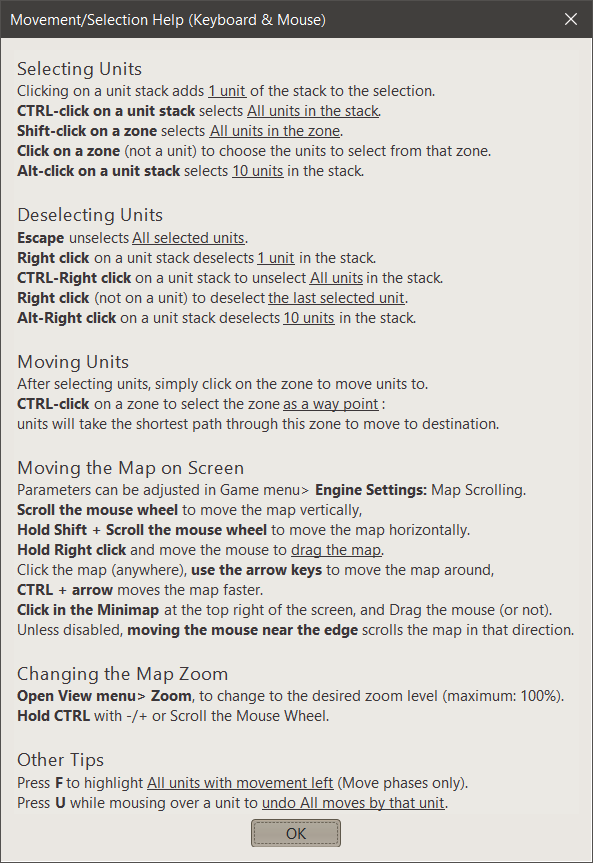 Movement/Selection Help (Keyboard & Mouse)
Selecting Units
Clicking on a unit stack adds 1 unit of the stack to the selection.
CTRL-click on a unit stack selects All units in the stack.
Shift-click on a zone selects All units in the zone.
Click on a zone (not a unit) to choose the units to select from that zone.
Alt-click on a unit stack selects 10 units in the stack.
Deselecting Units
Escape unselects All selected units.
Right click on a unit stack deselects 1 unit in the stack.
CTRL-Right click on a unit stack to unselect All units in the stack.
Right click (not on a unit) to deselect the last selected unit.
Alt-Right click on a unit stack deselects 10 units in the stack.
Moving Units
After selecting units, simply click on the zone to move units to.
CTRL-click on a zone to select the zone as a way point :
units will take the shortest path through this zone to move to destination.
Moving the Map on Screen
Parameters can be adjusted in Game menu> Engine Settings: Map Scrolling.
Scroll the mouse wheel to move the map vertically,
Hold Shift + Scroll the mouse wheel to move the map horizontally.
Hold Right click and move the mouse to drag the map.
Click the map (anywhere), use the arrow keys to move the map around,
CTRL + arrow moves the map faster.
Click in the Minimap at the top right of the screen, and Drag the mouse (or not).
Unless disabled, moving the mouse near the edge scrolls the map in that direction.
Changing the Map Zoom
Open View menu> Zoom, to change to the desired zoom level (maximum: 100%).
Hold CTRL with -/+ or Scroll the Mouse Wheel.
Other Tips
Press F to highlight All units with movement left (Move phases only).
Press U while mousing over a unit to undo All moves by that unit.
OK